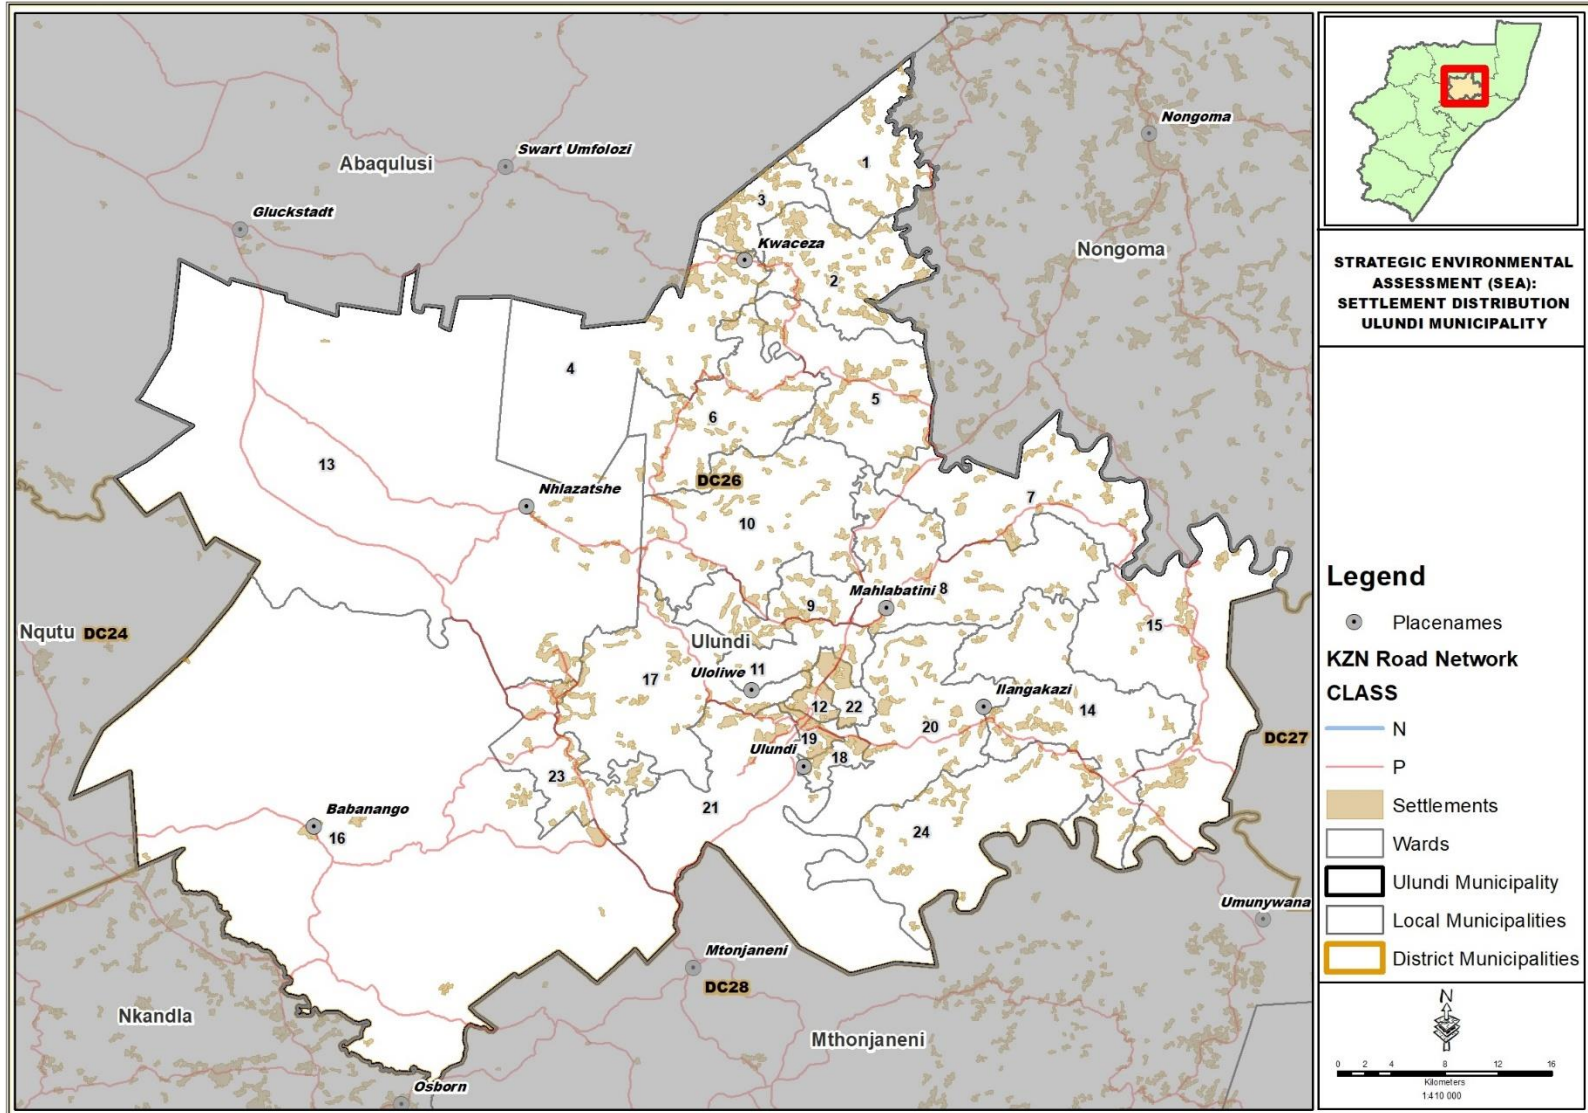 Swart Umfolozi
Nongoma
Abaqulusi
1
3
Gluckstadt
Kwaceza
Nongoma
2
4
5
6
13
DC26
Nhlazatshe
7
10
8
9
Mahlabatini
15
Nqutu DC24
Ulundi
11
17
Uloliwe
Ilangakazi
14
12
22
20
19
18
Ulundi
DC27
23
21
Babanango
16
24
Umunywana
Mtonjaneni
DC28
Nkandla
Mthonjaneni
Osborn
STRATEGIC ENVIRONMENTAL
ASSESSMENT (SEA):
SETTLEMENT DISTRIBUTION
ULUNDI MUNICIPALITY
Legend
Placenames
KZN Road Network
CLASS
N
P
Settlements
Wards
Ulundi Municipality
Local Municipalities
District Municipalities
N
0 2 4 8 12 16
Kilometers
1:410 000